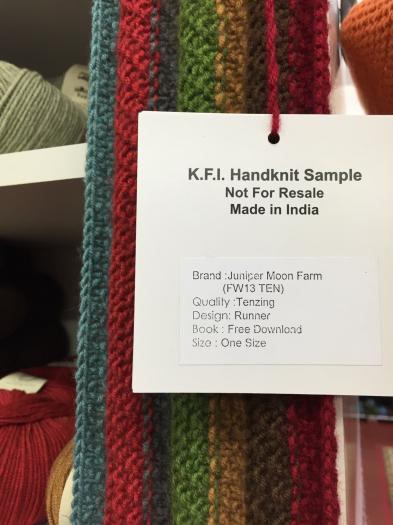 K.F.I. Handknit Sample
Not For Resale
Made in India
Brand :Juniper Moon Farm
(FW13 TEN)
Quality :Tenzing
Design: Runner
Book : Free Download
Size : One Size